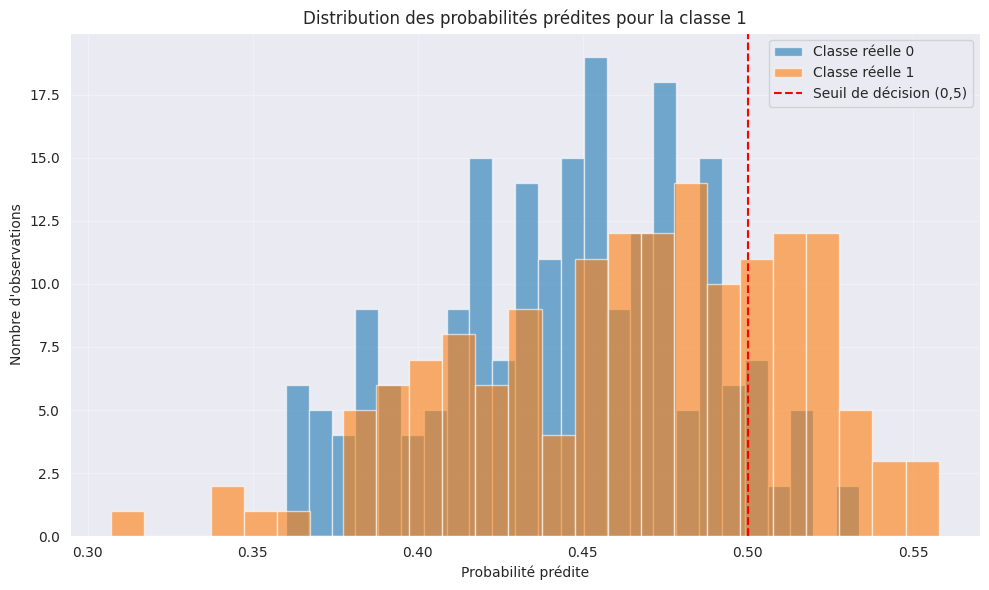 Distribution des probabilités prédites pour la classe 1
Classe réelle 0
Classe réelle 1
Seuil de décision (0,5)
Nombre d'observations
17.5
15.0
12.5
10.0
7.5
5.0
2.5
0.0
0.30
0.35
0.40
0.45
0.50
0.55
Probabilité prédite